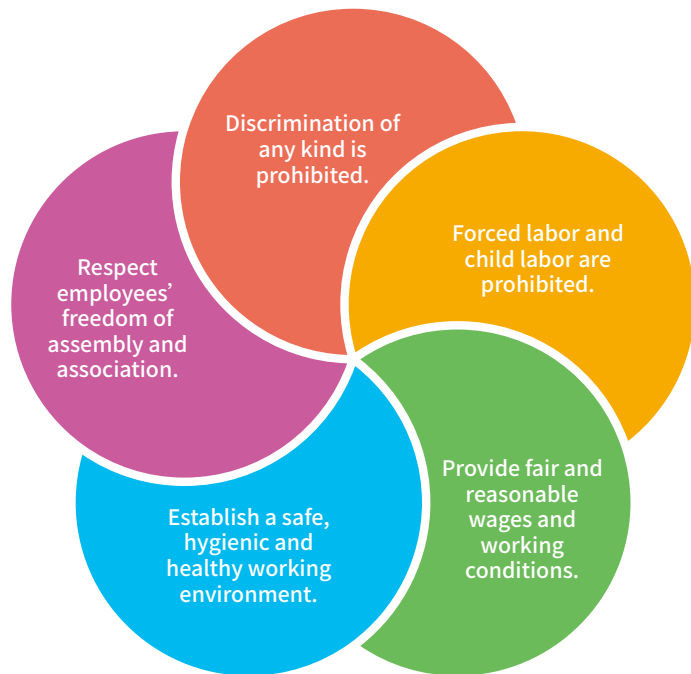 Discrimination of
any kind is
prohibited.
Forced labor and
child labor are
prohibited.
Provide fair and
reasonable
wages and
working
conditions.
Establish a safe,
hygienic and
healthy working
environment.
Respect
employees’
freedom of
assembly and
association.